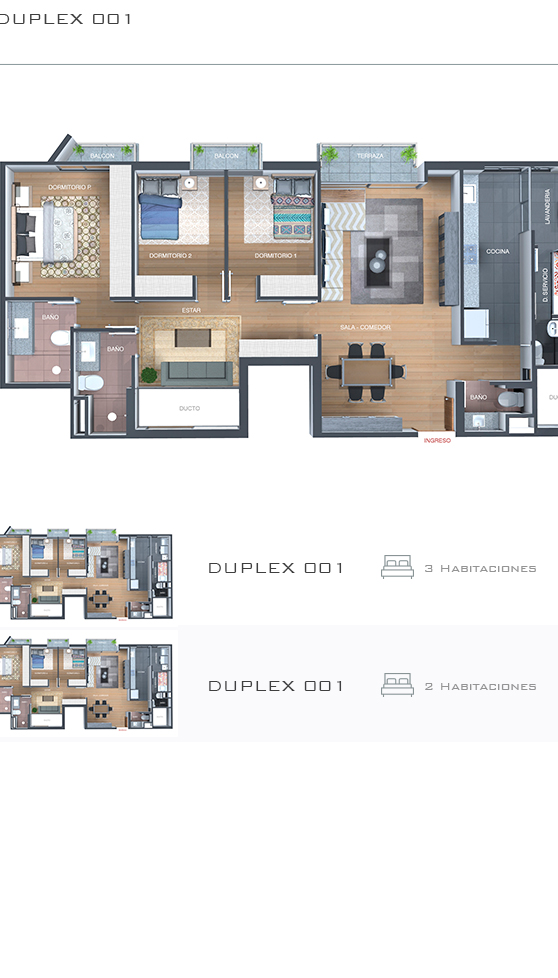 DUPLEX 001
BALCON
BALCON
TERRAZA
DORMITORIO P.
DORMITORIO 2
DORMITORIO 1
COCINA
LAVANDERIA
D. SERVICIO
BAÑO
ESTAR
SALA - COMEDOR
BAÑO
DUCTO
BAÑO
DU
INGRESO
DUPLEX 001
3 Habitaciones
DUPLEX 001
2 Habitaciones